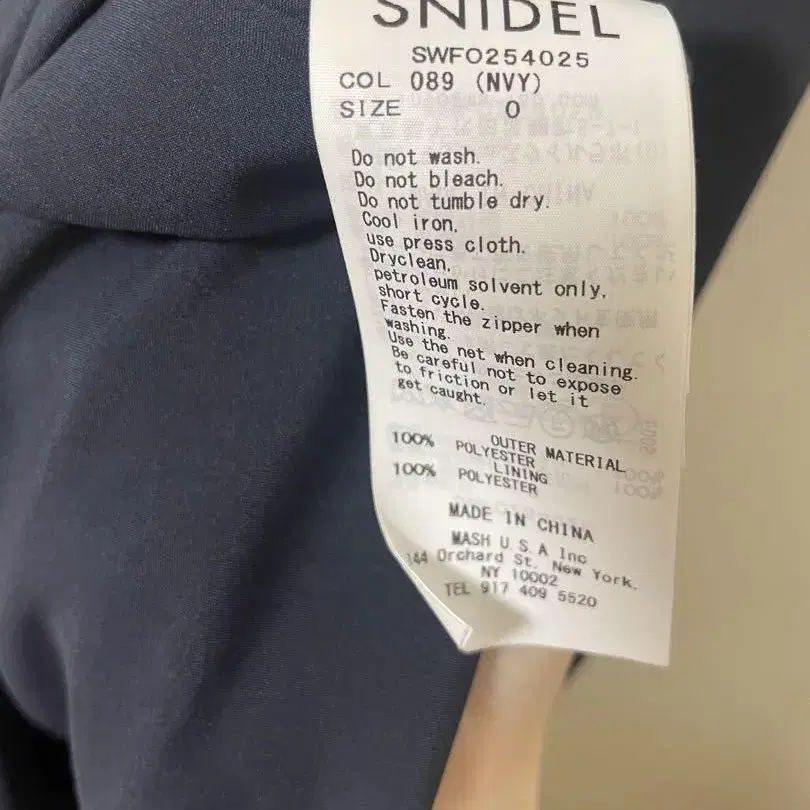 SNIDEL
SWFO254025
COL 089 (NVY)
SIZE 0
Do not wash.
Do not bleach.
Do not tumble dry.
Cool iron,
use press cloth.
Dryclean,
petroleum solvent only,
short cycle.
Fasten the zipper when
washing.
Use the net when cleaning.
Be careful not to expose
to friction or let it
get caught.
OUTER MATERIAL
100% POLYESTER
LINING
100% POLYESTER
MADE IN CHINA
MASH U.S.A Inc
144 Orchard St. New York.
NY 10002
TEL 917 409 5520